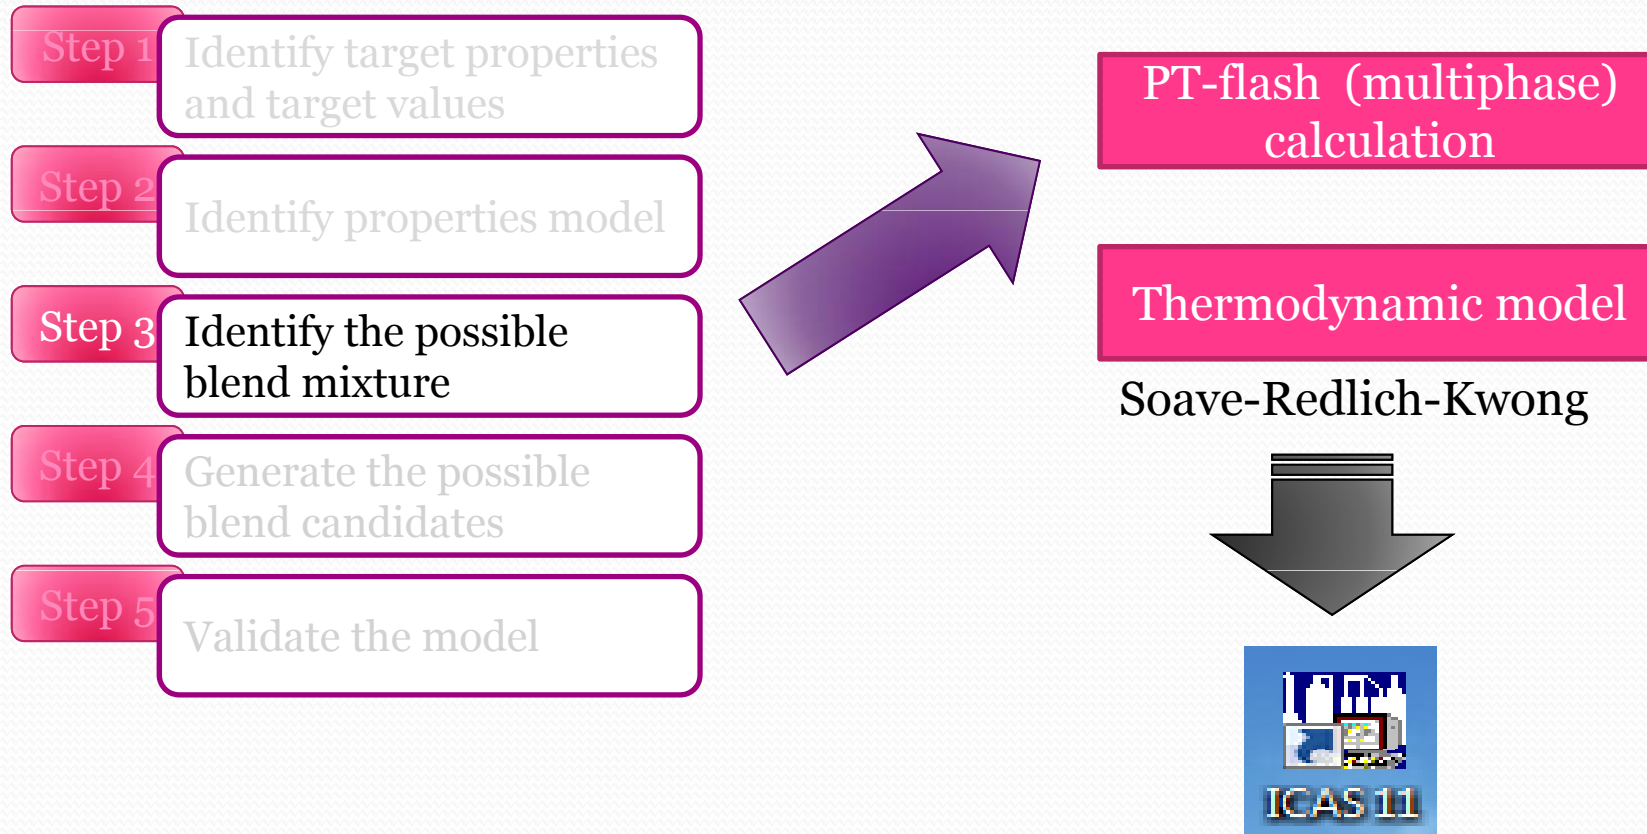 Step 1
Identify target properties
and target values
Step 2
Identify properties model
Step 3
Identify the possible
blend mixture
Step 4
Generate the possible
blend candidates
Step 5
Validate the model
PT-flash (multiphase)
calculation
Thermodynamic model
Soave-Redlich-Kwong
ICAS 11